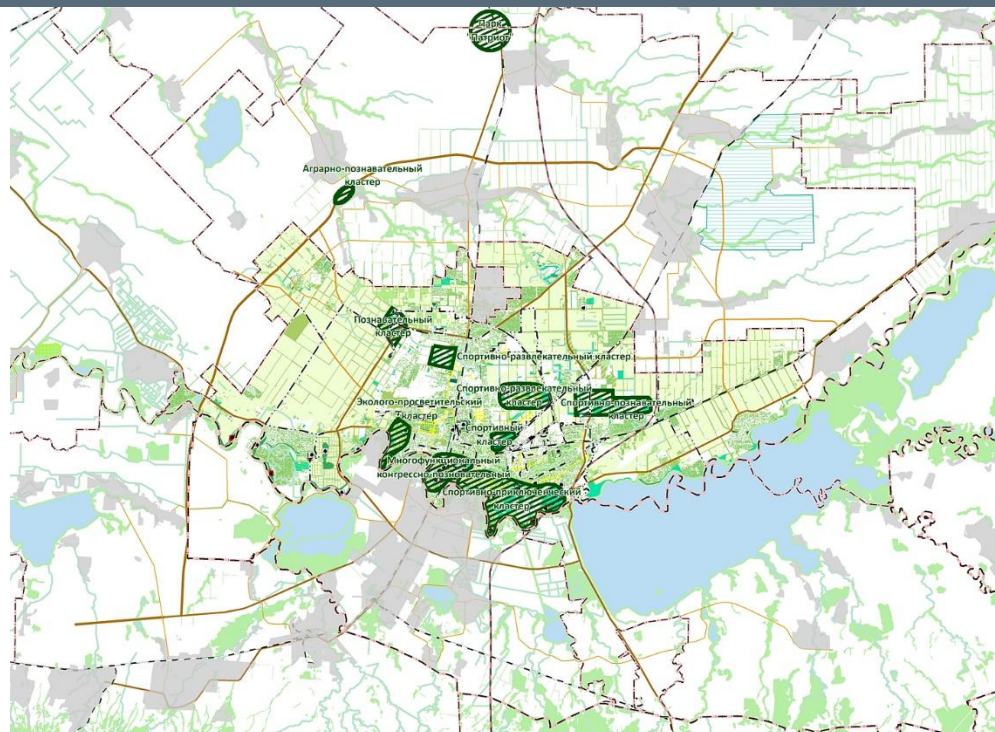 Парк
Патриот
Аграрно-познавательный
кластер
Познавательный
кластер
Спортивно-развлекательный кластер
Спортивно-развлекательный
кластер
Спортивно-познавательный
кластер
Эколого-просветительский
кластер
Спортивный
кластер
Многофункциональный
конгрессно-познавательный
Спортивно-приключенческий
кластер